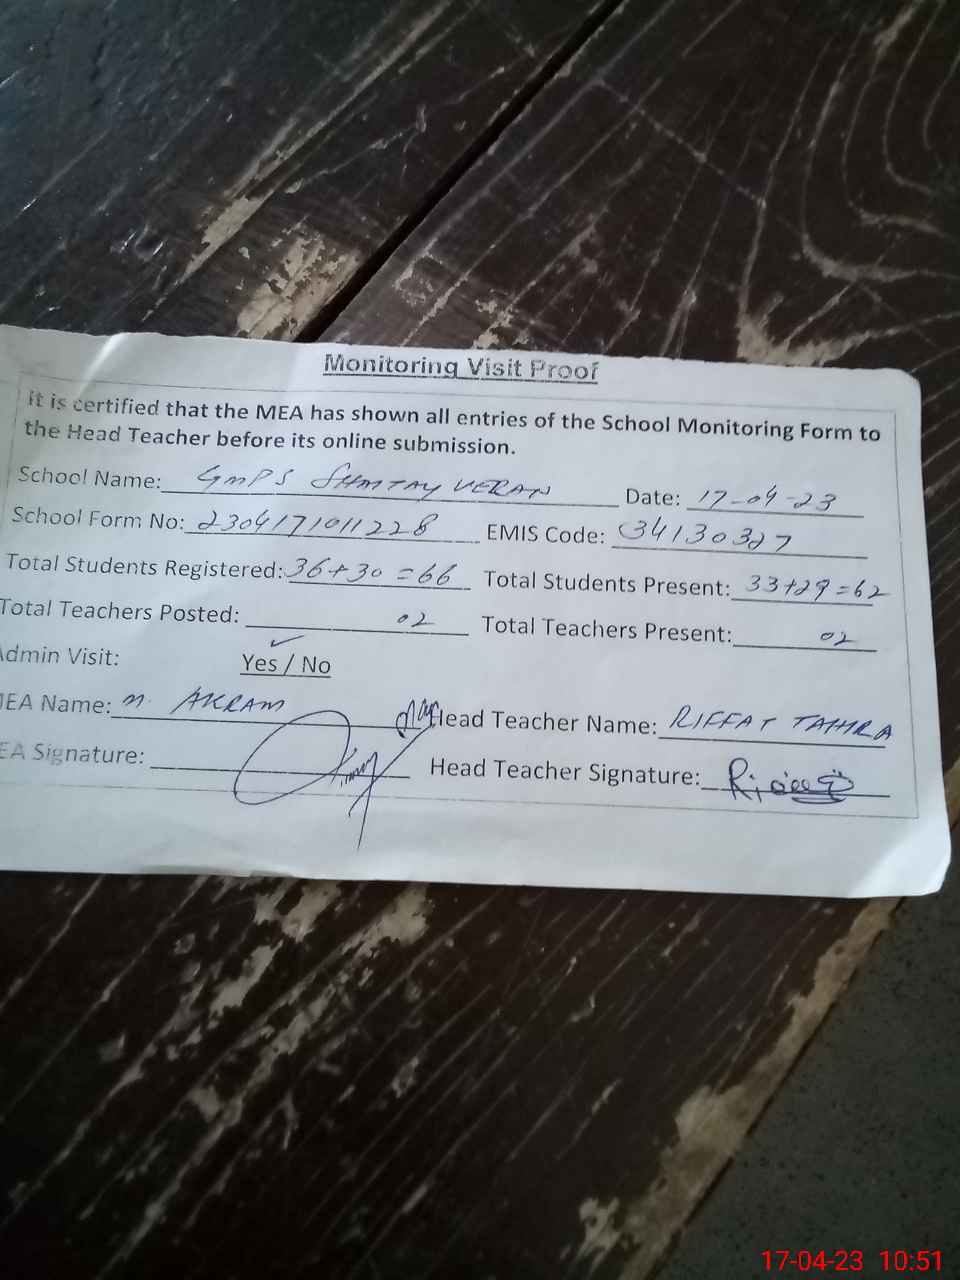 Monitoring Visit Proof
It is certified that the MEA has shown all entries of the School Monitoring Form to
the Head Teacher before its online submission.
School Name: GMPS SHMTAY VERAN Date: 17-04-23
School Form No: 2304171011228 EMIS Code: 34130327
Total Students Registered: 36+30=66 Total Students Present: 33+29=62
Total Teachers Posted: 02 Total Teachers Present: 02
Admin Visit: Yes / No
MEA Name: M. AKRAM Head Teacher Name: RIFFAT TAHIRA
EA Signature: Head Teacher Signature:
17-04-23 10:51